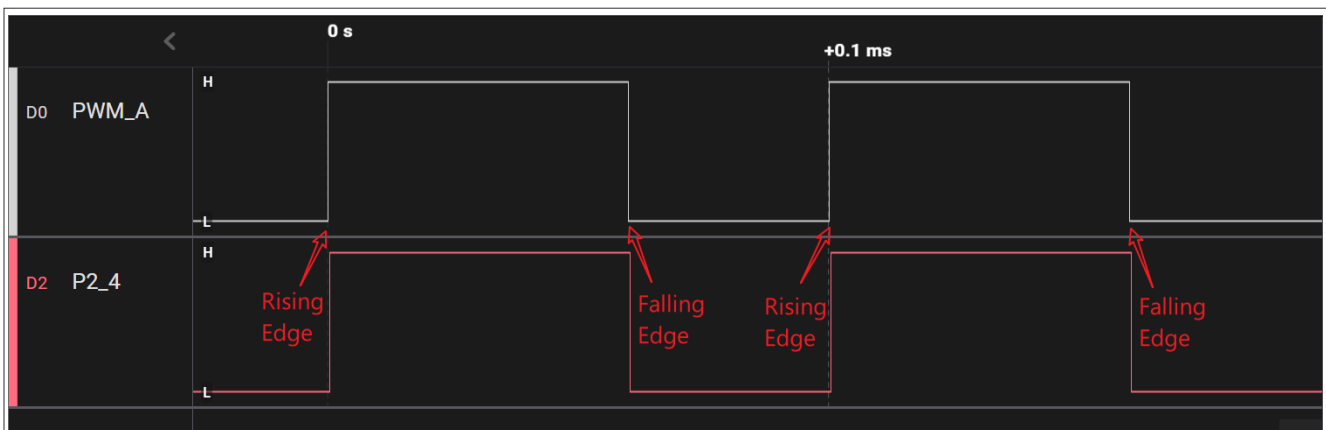 0 s
+0.1 ms
H
D0 PWM_A
L
H
D2 P2_4
Rising
Edge
Falling
Edge
Rising
Edge
Falling
Edge
L